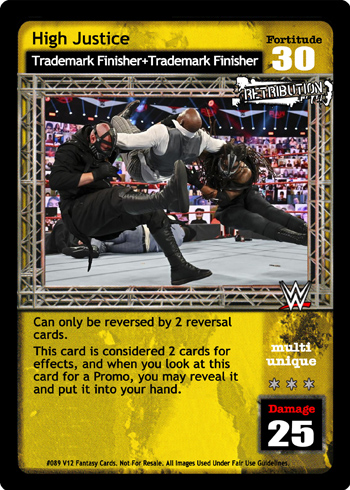 High Justice
Fortitude
30
Trademark Finisher+Trademark Finisher
RETRIBUTION
W
Can only be reversed by 2 reversal
cards.
This card is considered 2 cards for
effects, and when you look at
this card for a Promo, you may reveal it
and put it into your hand.
multi
unique
Damage
25
#089 V12 Fantasy Cards. Not For Resale. All Images Used Under Fair Use Guidelines.